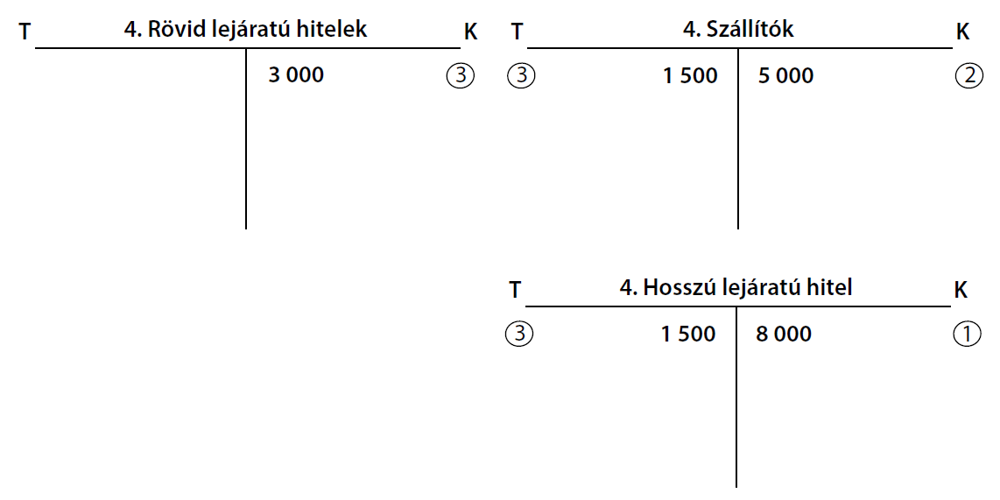 T 4. Rövid lejáratú hitelek K
3 000 3
T 4. Szállítók K
3 1 500 5 000 2
T 4. Hosszú lejáratú hitel K
3 1 500 8 000 1